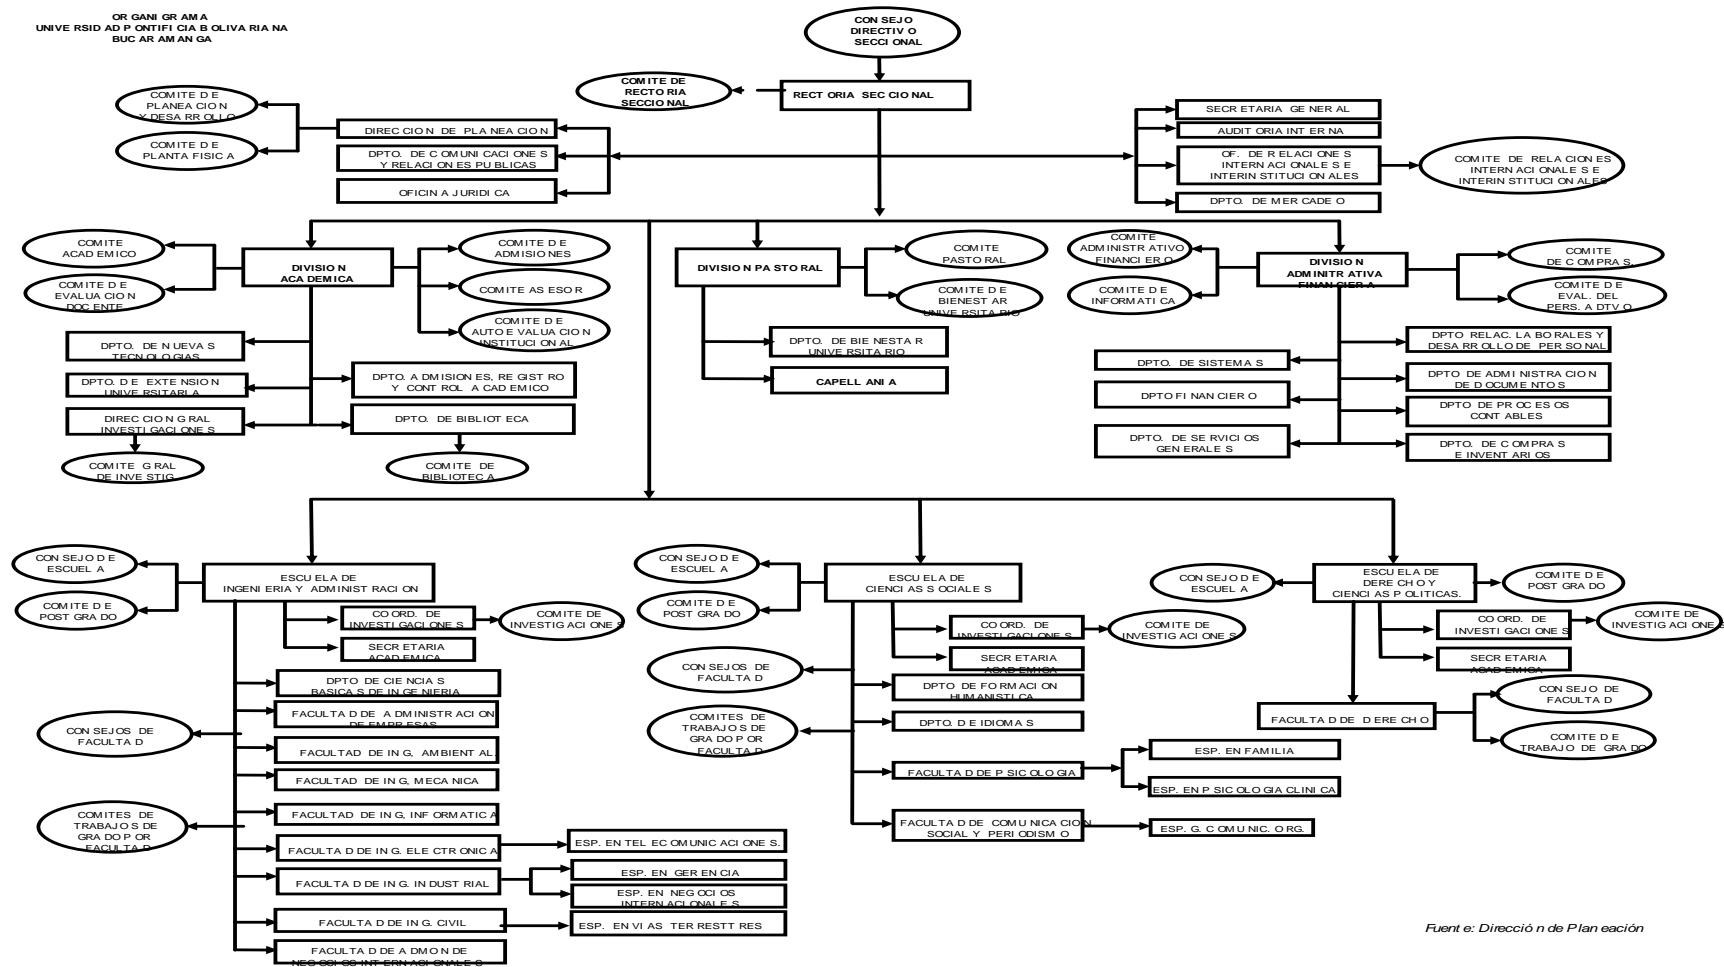 ORGANIGRAMA
UNIVERSIDAD PONTIFICIA BOLIVARIANA
BUCARAMANGA
CONSEJO
DIRECTIVO
SECCIONAL
COMITE DE
RECTORIA
SECCIONAL
RECTORIA SECCIONAL
COMITE DE
PLANEACION
Y DESARROLLO
COMITE DE
PLANTA FISICA
DIRECCION DE PLANEACION
DPTO. DE COMUNICACIONES
Y RELACIONES PUBLICAS
OFICINA JURIDICA
SECRETARIA GENERAL
AUDITORIA INTERNA
OF. DE RELACIONES
INTERNACIONALES E
INTERINSTITUCIONALES
DPTO. DE MERCADEO
COMITE DE RELACIONES
INTERNACIONALES E
INTERINSTITUCIONALES
COMITE
ACADEMICO
COMITE DE
EVALUACION
DOCENTE
DIVISION
ACADEMICA
COMITE DE
ADMISIONES
COMITE ASESOR
COMITE DE
AUTOEVALUACION
INSTITUCIONAL
DIVISION PASTORAL
COMITE
PASTORAL
COMITE DE
BIENESTAR
UNIVERSITARIO
COMITE
ADMINISTRATIVO
FINANCIERO
COMITE DE
INFORMATICA
DIVISION
ADMINITRATIVA
FINANCIERA
COMITE
DE COMPRAS.
COMITE DE
EVAL. DEL
PERS. ADTVO
DPTO. DE NUEVAS
TECNOLOGIAS
DPTO. DE EXTENSION
UNIVERSITARIA
DIRECCION GRAL
INVESTIGACIONES
COMITE GRAL
DE INVESTIG.
DPTO. ADMISIONES, REGISTRO
Y CONTROL ACADEMICO
DPTO. DE BIBLIOTECA
COMITE DE
BIBLIOTECA
DPTO. DE BIENESTAR
UNIVERSITARIO
CAPELLANIA
DPTO. DE SISTEMAS
DPTO FINANCIERO
DPTO. DE SERVICIOS
GENERALES
DPTO RELAC. LABORALES Y
DESARROLLO DE PERSONAL
DPTO DE ADMINISTRACION
DE DOCUMENTOS
DPTO DE PROCESOS
CONTABLES
DPTO. DE COMPRAS
E INVENTARIOS
CONSEJO DE
ESCUELA
COMITE DE
POSTGRADO
ESCUELA DE
INGENIERIA Y ADMINISTRACION
COORD. DE
INVESTIGACIONES
SECRETARIA
ACADEMICA
COMITE DE
INVESTIGACIONES
DPTO DE CIENCIAS
BASICAS DE INGENIERIA
FACULTAD DE ADMINISTRACION
DE EMPRESAS
FACULTAD DE ING, AMBIENTAL.
FACULTAD DE ING, MECANICA
FACULTAD DE ING, INFORMATICA
FACULTAD DE ING. ELECTRONICA
FACULTAD DE ING. INDUSTRIAL
FACULTAD DE ING. CIVIL
FACULTAD DE ADMON DE
NEGOCIOS INTERNACIONALES
CONSEJOS DE
FACULTAD
COMITES DE
TRABAJOS DE
GRADO POR
FACULTAD
ESP. EN TELECOMUNICACIONES.
ESP. EN GERENCIA
ESP. EN NEGOCIOS
INTERNACIONALES
ESP. EN VIAS TERRESTTRES
CONSEJO DE
ESCUELA
COMITE DE
POSTGRADO
ESCUELA DE
CIENCIAS SOCIALES
COORD. DE
INVESTIGACIONES
SECRETARIA
ACADEMICA
COMITE DE
INVESTIGACIONES
CONSEJOS DE
FACULTAD
COMITES DE
TRABAJOS DE
GRADO POR
FACULTAD
DPTO DE FORMACION
HUMANISTICA
DPTO. DE IDIOMAS
FACULTAD DE PSICOLOGIA
FACULTAD DE COMUNICACION
SOCIAL Y PERIODISMO
ESP. EN FAMILIA
ESP. EN PSICOLOGIA CLINICA
ESP. G. COMUNIC. ORG.
CONSEJO DE
ESCUELA
ESCUELA DE
DERECHO Y
CIENCIAS POLITICAS.
COMITE DE
POSTGRADO
COORD. DE
INVESTIGACIONES
SECRETARIA
ACADEMICA
COMITE DE
INVESTIGACIONES
FACULTAD DE DERECHO
CONSEJO DE
FACULTAD
COMITE DE
TRABAJO DE GRADO
Fuente: Dirección de Planeación